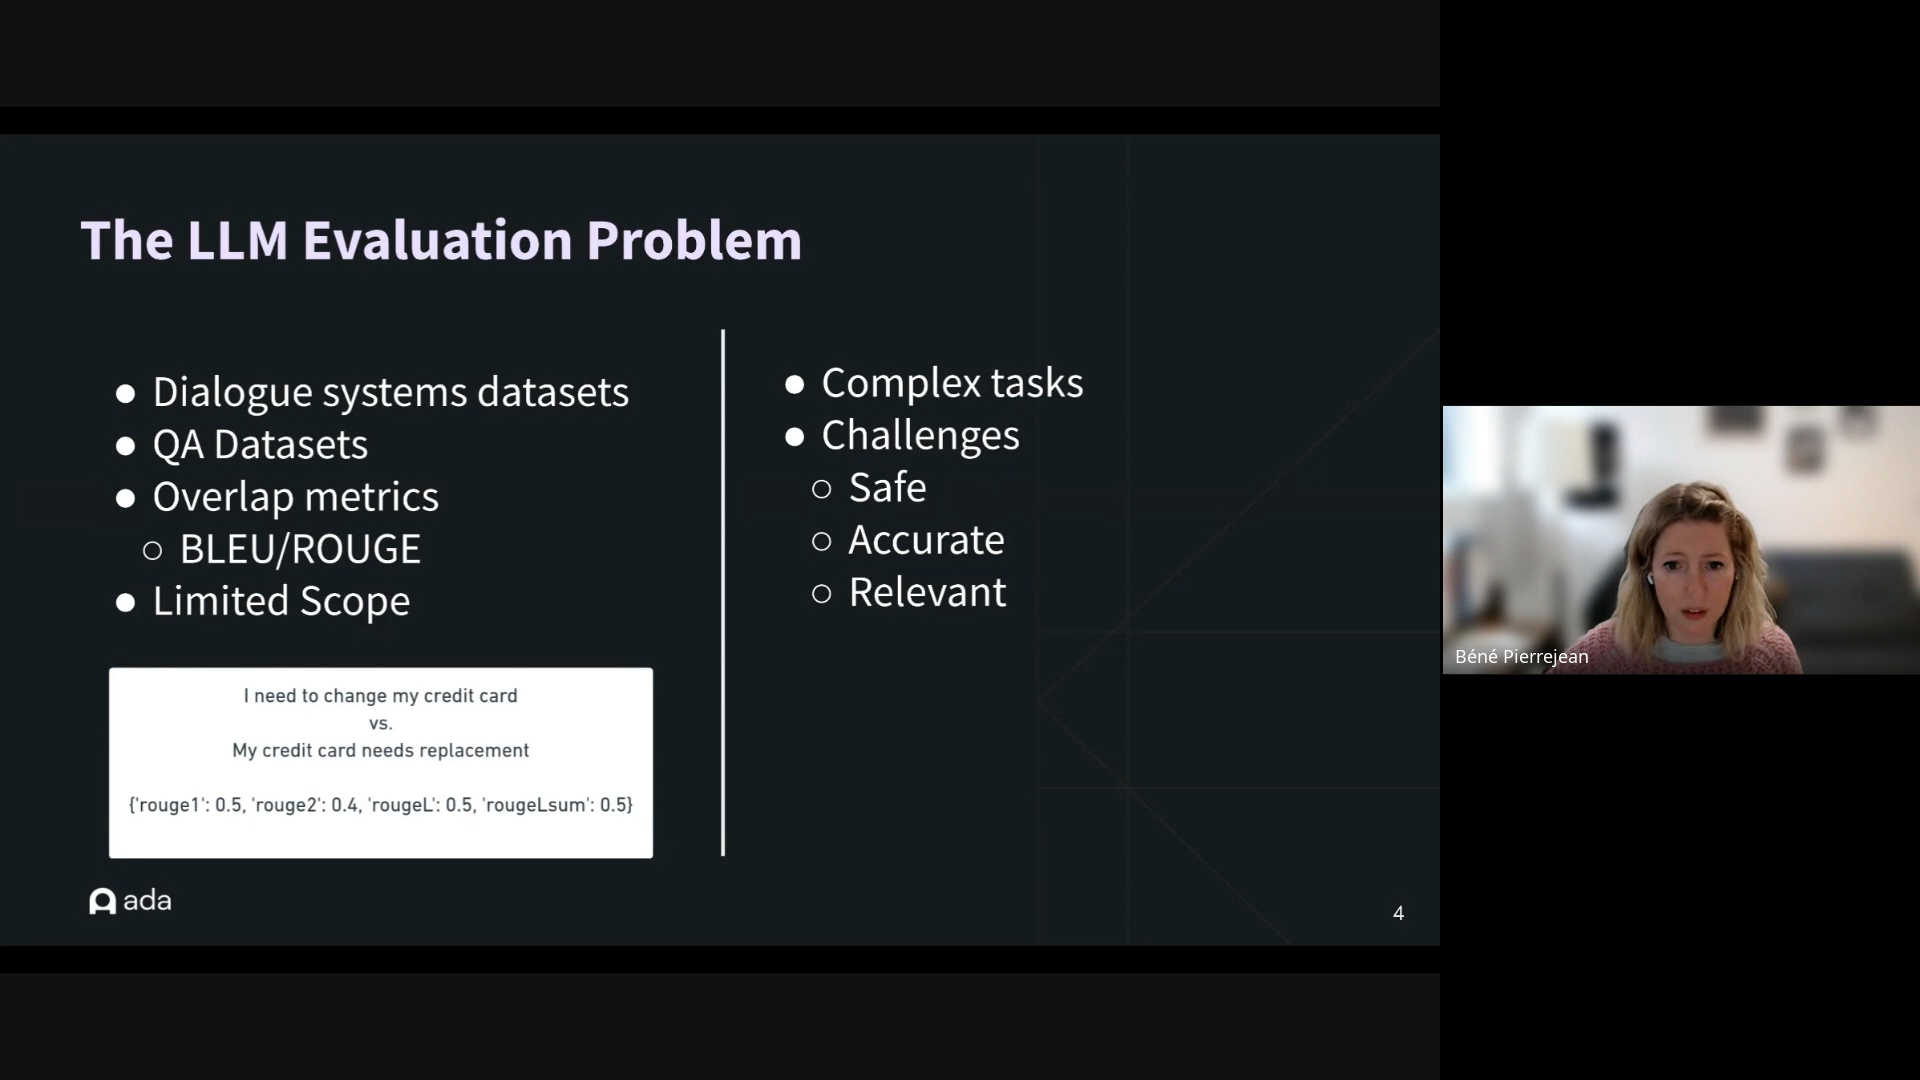 The LLM Evaluation Problem
● Dialogue systems datasets
● QA Datasets
● Overlap metrics
○ BLEU/ROUGE
● Limited Scope
I need to change my credit card
vs.
My credit card needs replacement
{'rouge1': 0.5, 'rouge2': 0.4, 'rougeL': 0.5, 'rougeLsum': 0.5}
● Complex tasks
● Challenges
○ Safe
○ Accurate
○ Relevant
ada
4
Béné Pierrejean